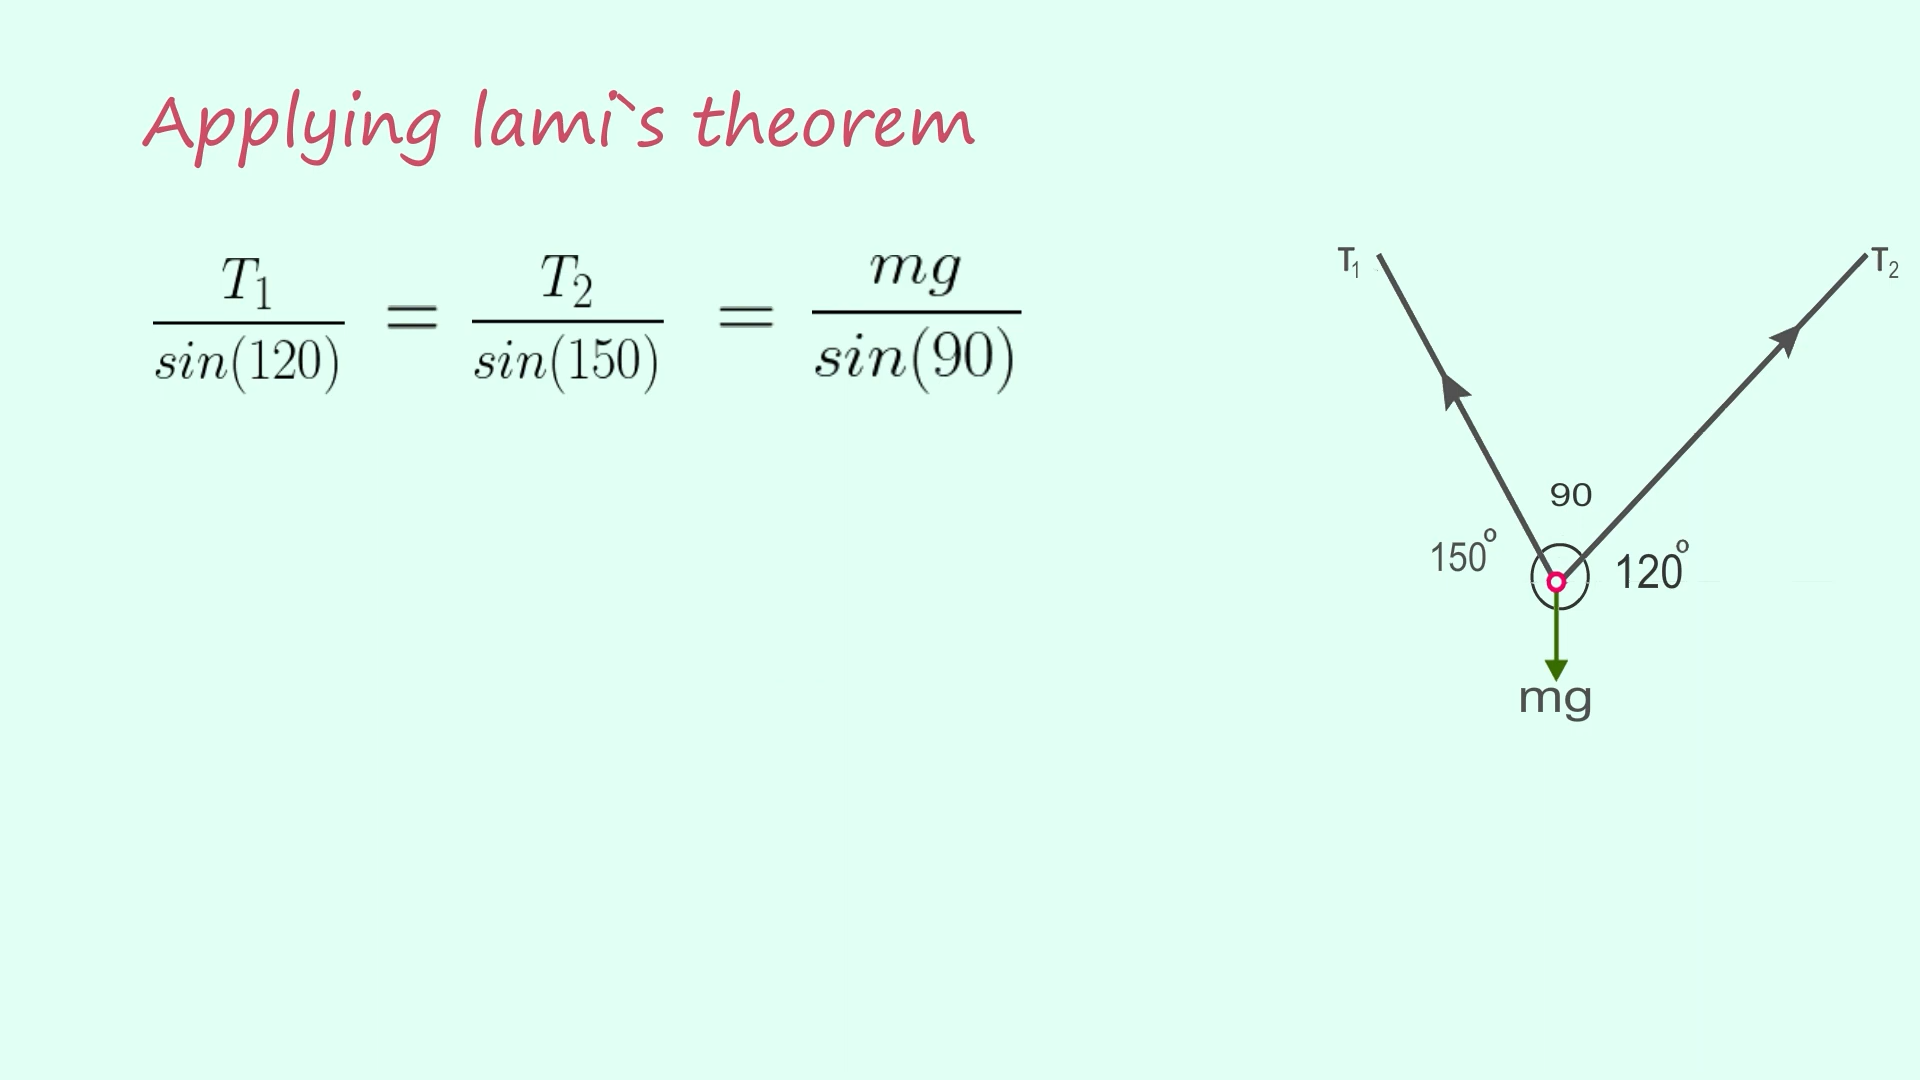 Applying lami`s theorem
T₁/sin(120) = T₂/sin(150) = mg/sin(90)
T₁
T₂
90
150°
120°
mg